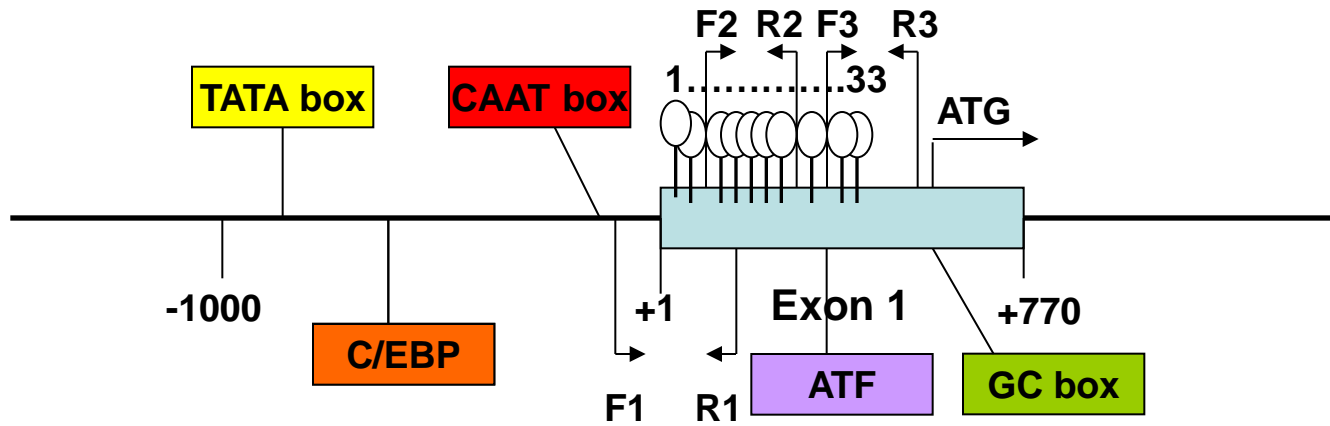 F2 R2 F3 R3
1.............33
TATA box
CAAT box
ATG
-1000
+1
Exon 1
+770
C/EBP
ATF
GC box
F1 R1